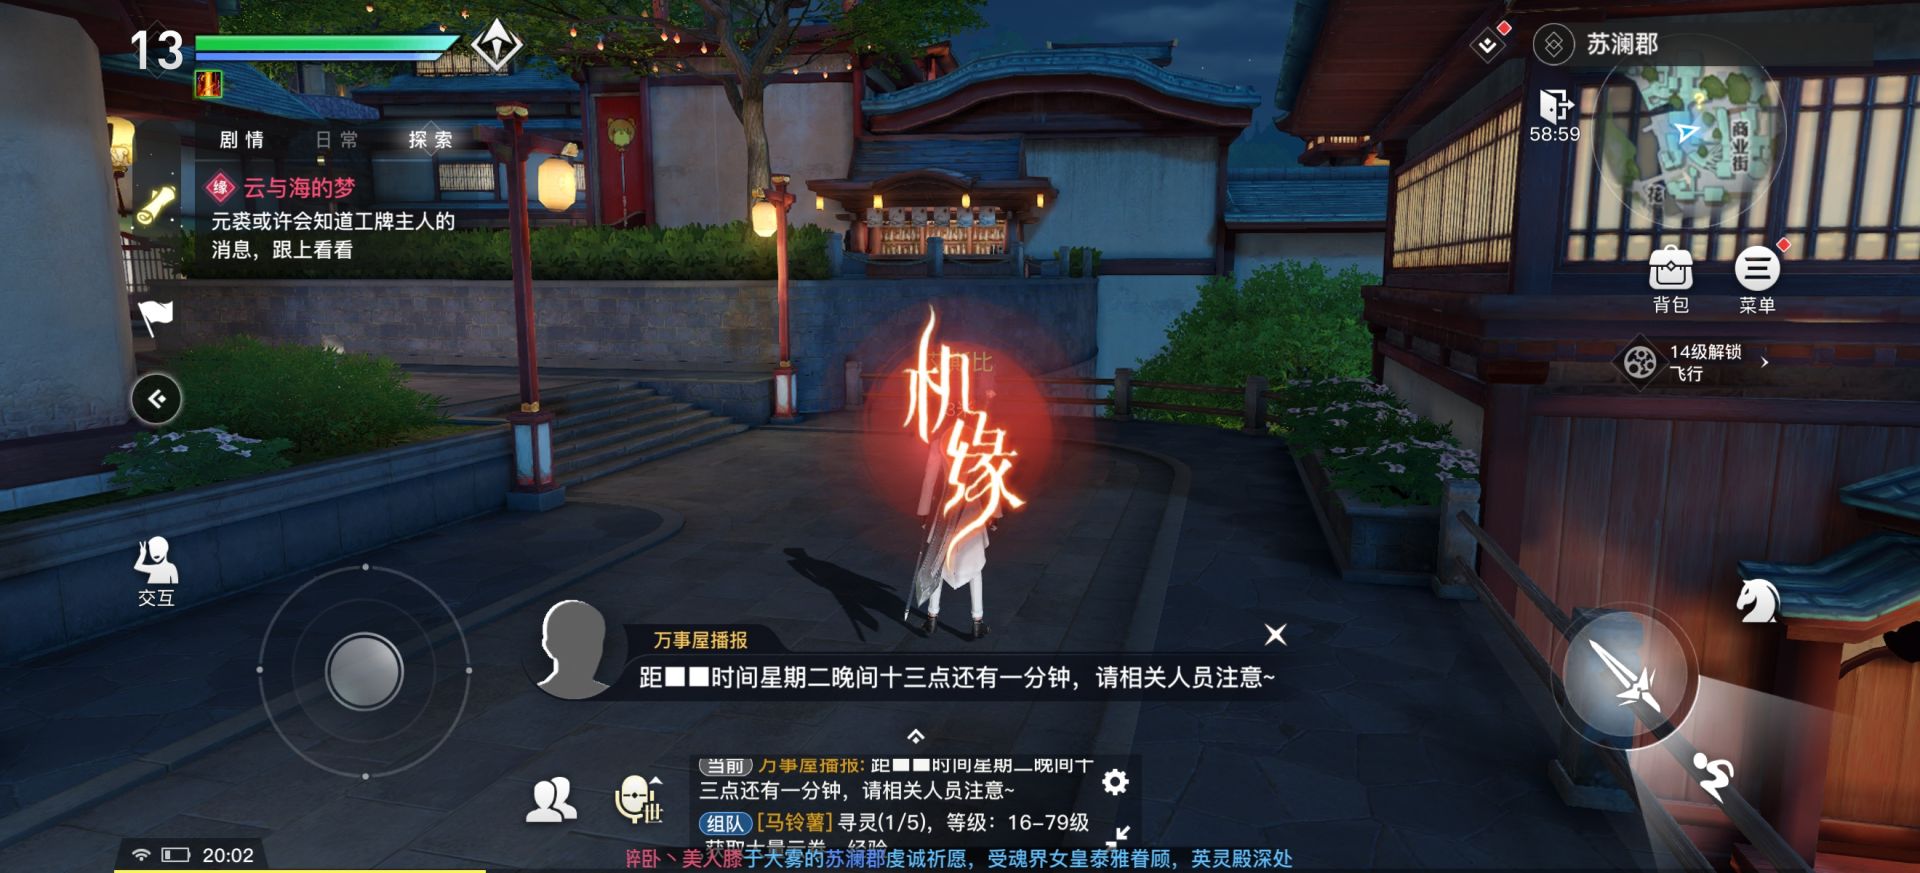 13
苏澜郡
58:59
剧情
日常
探索
缘 云与海的梦
元裘或许会知道工牌主人的
消息，跟上看看
商业街
花
背包
菜单
14级解锁
飞行
比
机缘
交互
万事屋播报
距■■时间星期二晚间十三点还有一分钟，请相关人员注意~
当前 万事屋播报: 距■■时间星期二晚间十
三点还有一分钟，请相关人员注意~
组队 [马铃薯] 寻灵(1/5)，等级：16-79级
世
20:02
醉卧丶美人膝于大雾的苏澜郡虔诚祈愿，受魂界女皇泰雅眷顾，英灵殿深处